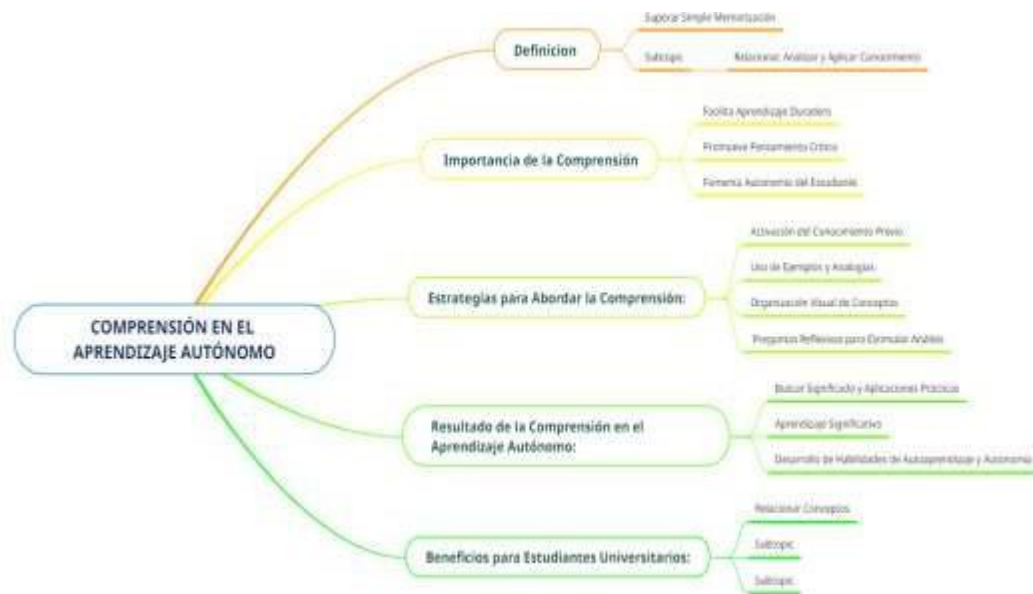 COMPRENSIÓN EN EL
APRENDIZAJE AUTÓNOMO
Definicion
Superar Simple Memorización
Subtopic
Relacionar, Analizar y Aplicar Conocimiento
Importancia de la Comprensión
Facilita Aprendizaje Duradero
Promueve Pensamiento Crítico
Fomenta Autonomía del Estudiante
Estrategias para Abordar la Comprensión:
Activación del Conocimiento Previo
Uso de Ejemplos y Analogías
Organización Visual de Conceptos
Preguntas Reflexivas para Estimular Análisis
Resultado de la Comprensión en el
Aprendizaje Autónomo:
Buscar Significado y Aplicaciones Prácticas
Aprendizaje Significativo
Desarrollo de Habilidades de Autoaprendizaje y Autonomía
Beneficios para Estudiantes Universitarios:
Relacionar Conceptos
Subtopic
Subtopic